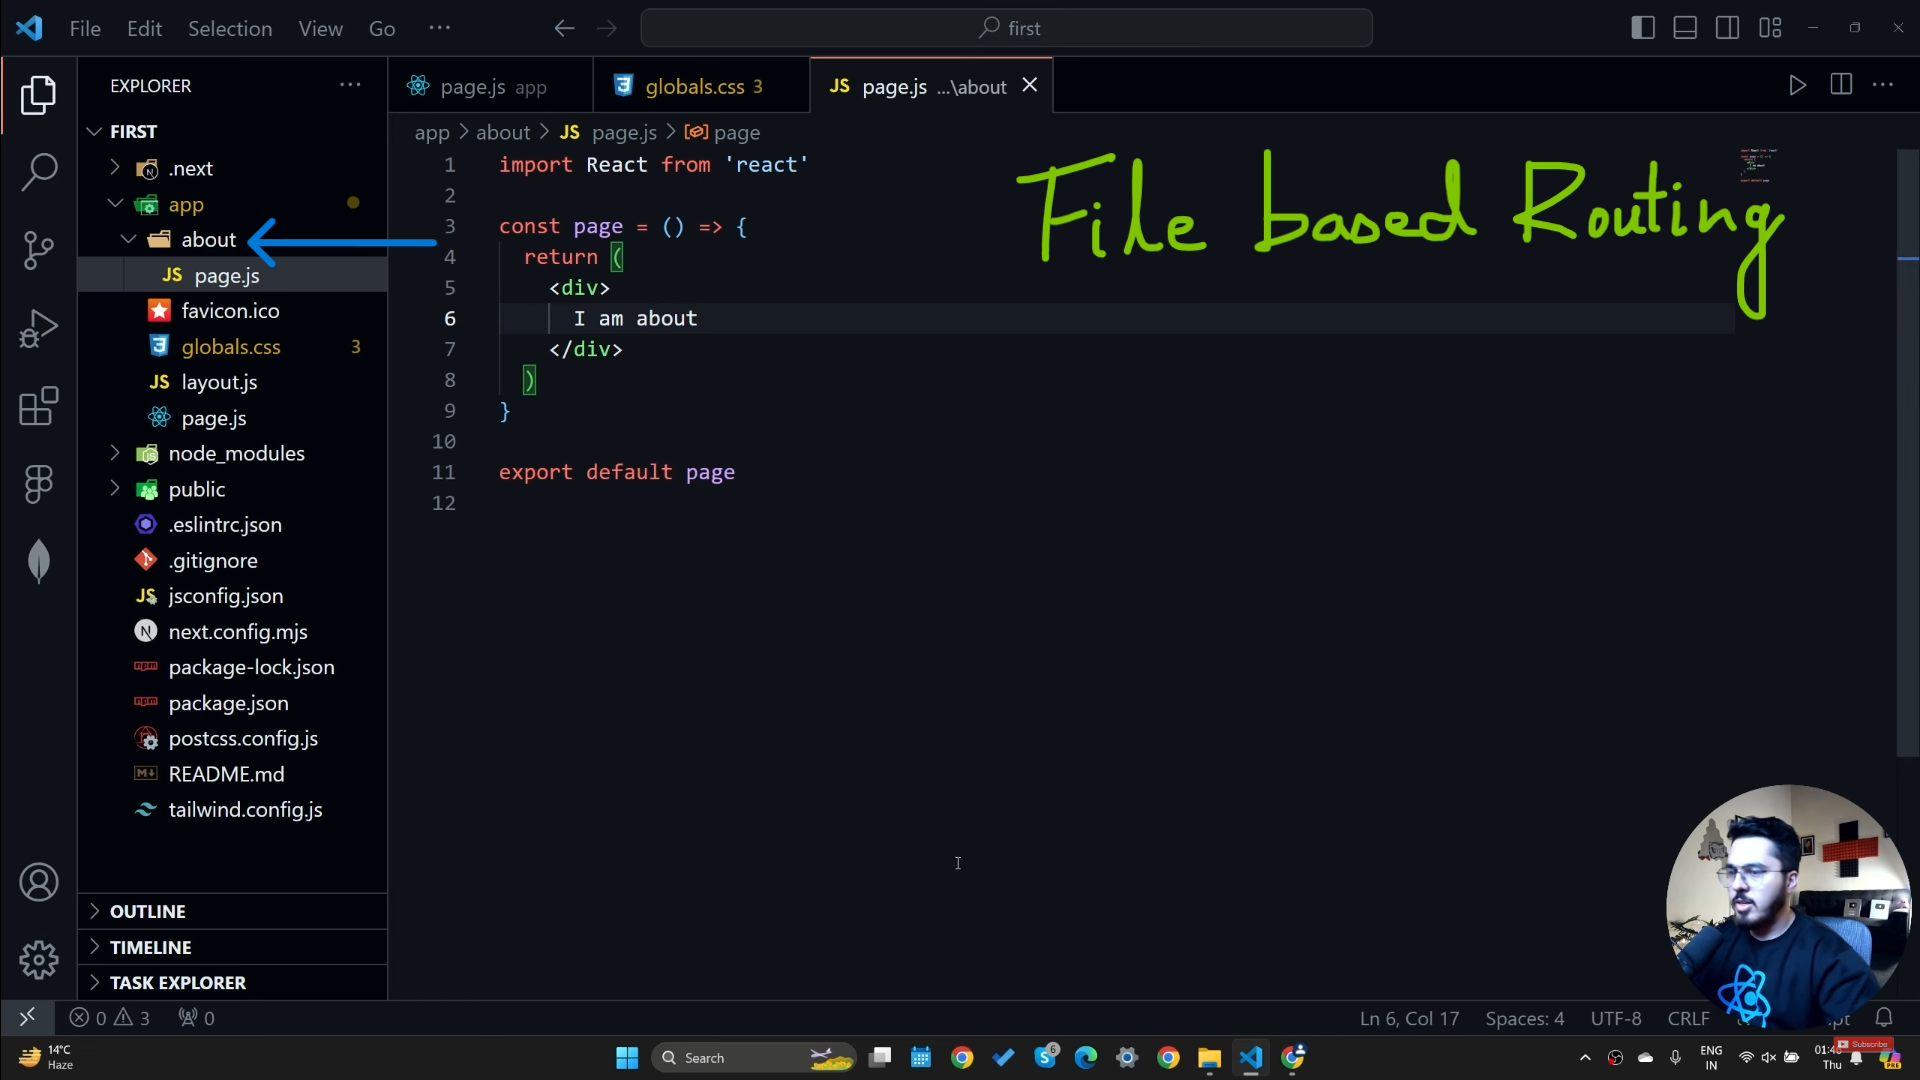 File Edit Selection View Go ··· first
EXPLORER ···
page.js app
globals.css 3
JS page.js ...\about
FIRST
app > about > JS page.js > page
.next
app
about
JS page.js
favicon.ico
globals.css 3
JS layout.js
page.js
node_modules
public
.eslintrc.json
.gitignore
JS jsconfig.json
N next.config.mjs
npm package-lock.json
npm package.json
postcss.config.js
README.md
tailwind.config.js
OUTLINE
TIMELINE
TASK EXPLORER
1 import React from 'react'
2
3 const page = () => {
4 return (
5 <div>
6 I am about
7 </div>
8 )
9 }
10
11 export default page
12
File based Routing
0 3 0
Ln 6, Col 17 Spaces: 4 UTF-8 CRLF
14°C
Haze
Search
6
ENG
IN
Thu
Subscribe
PRE